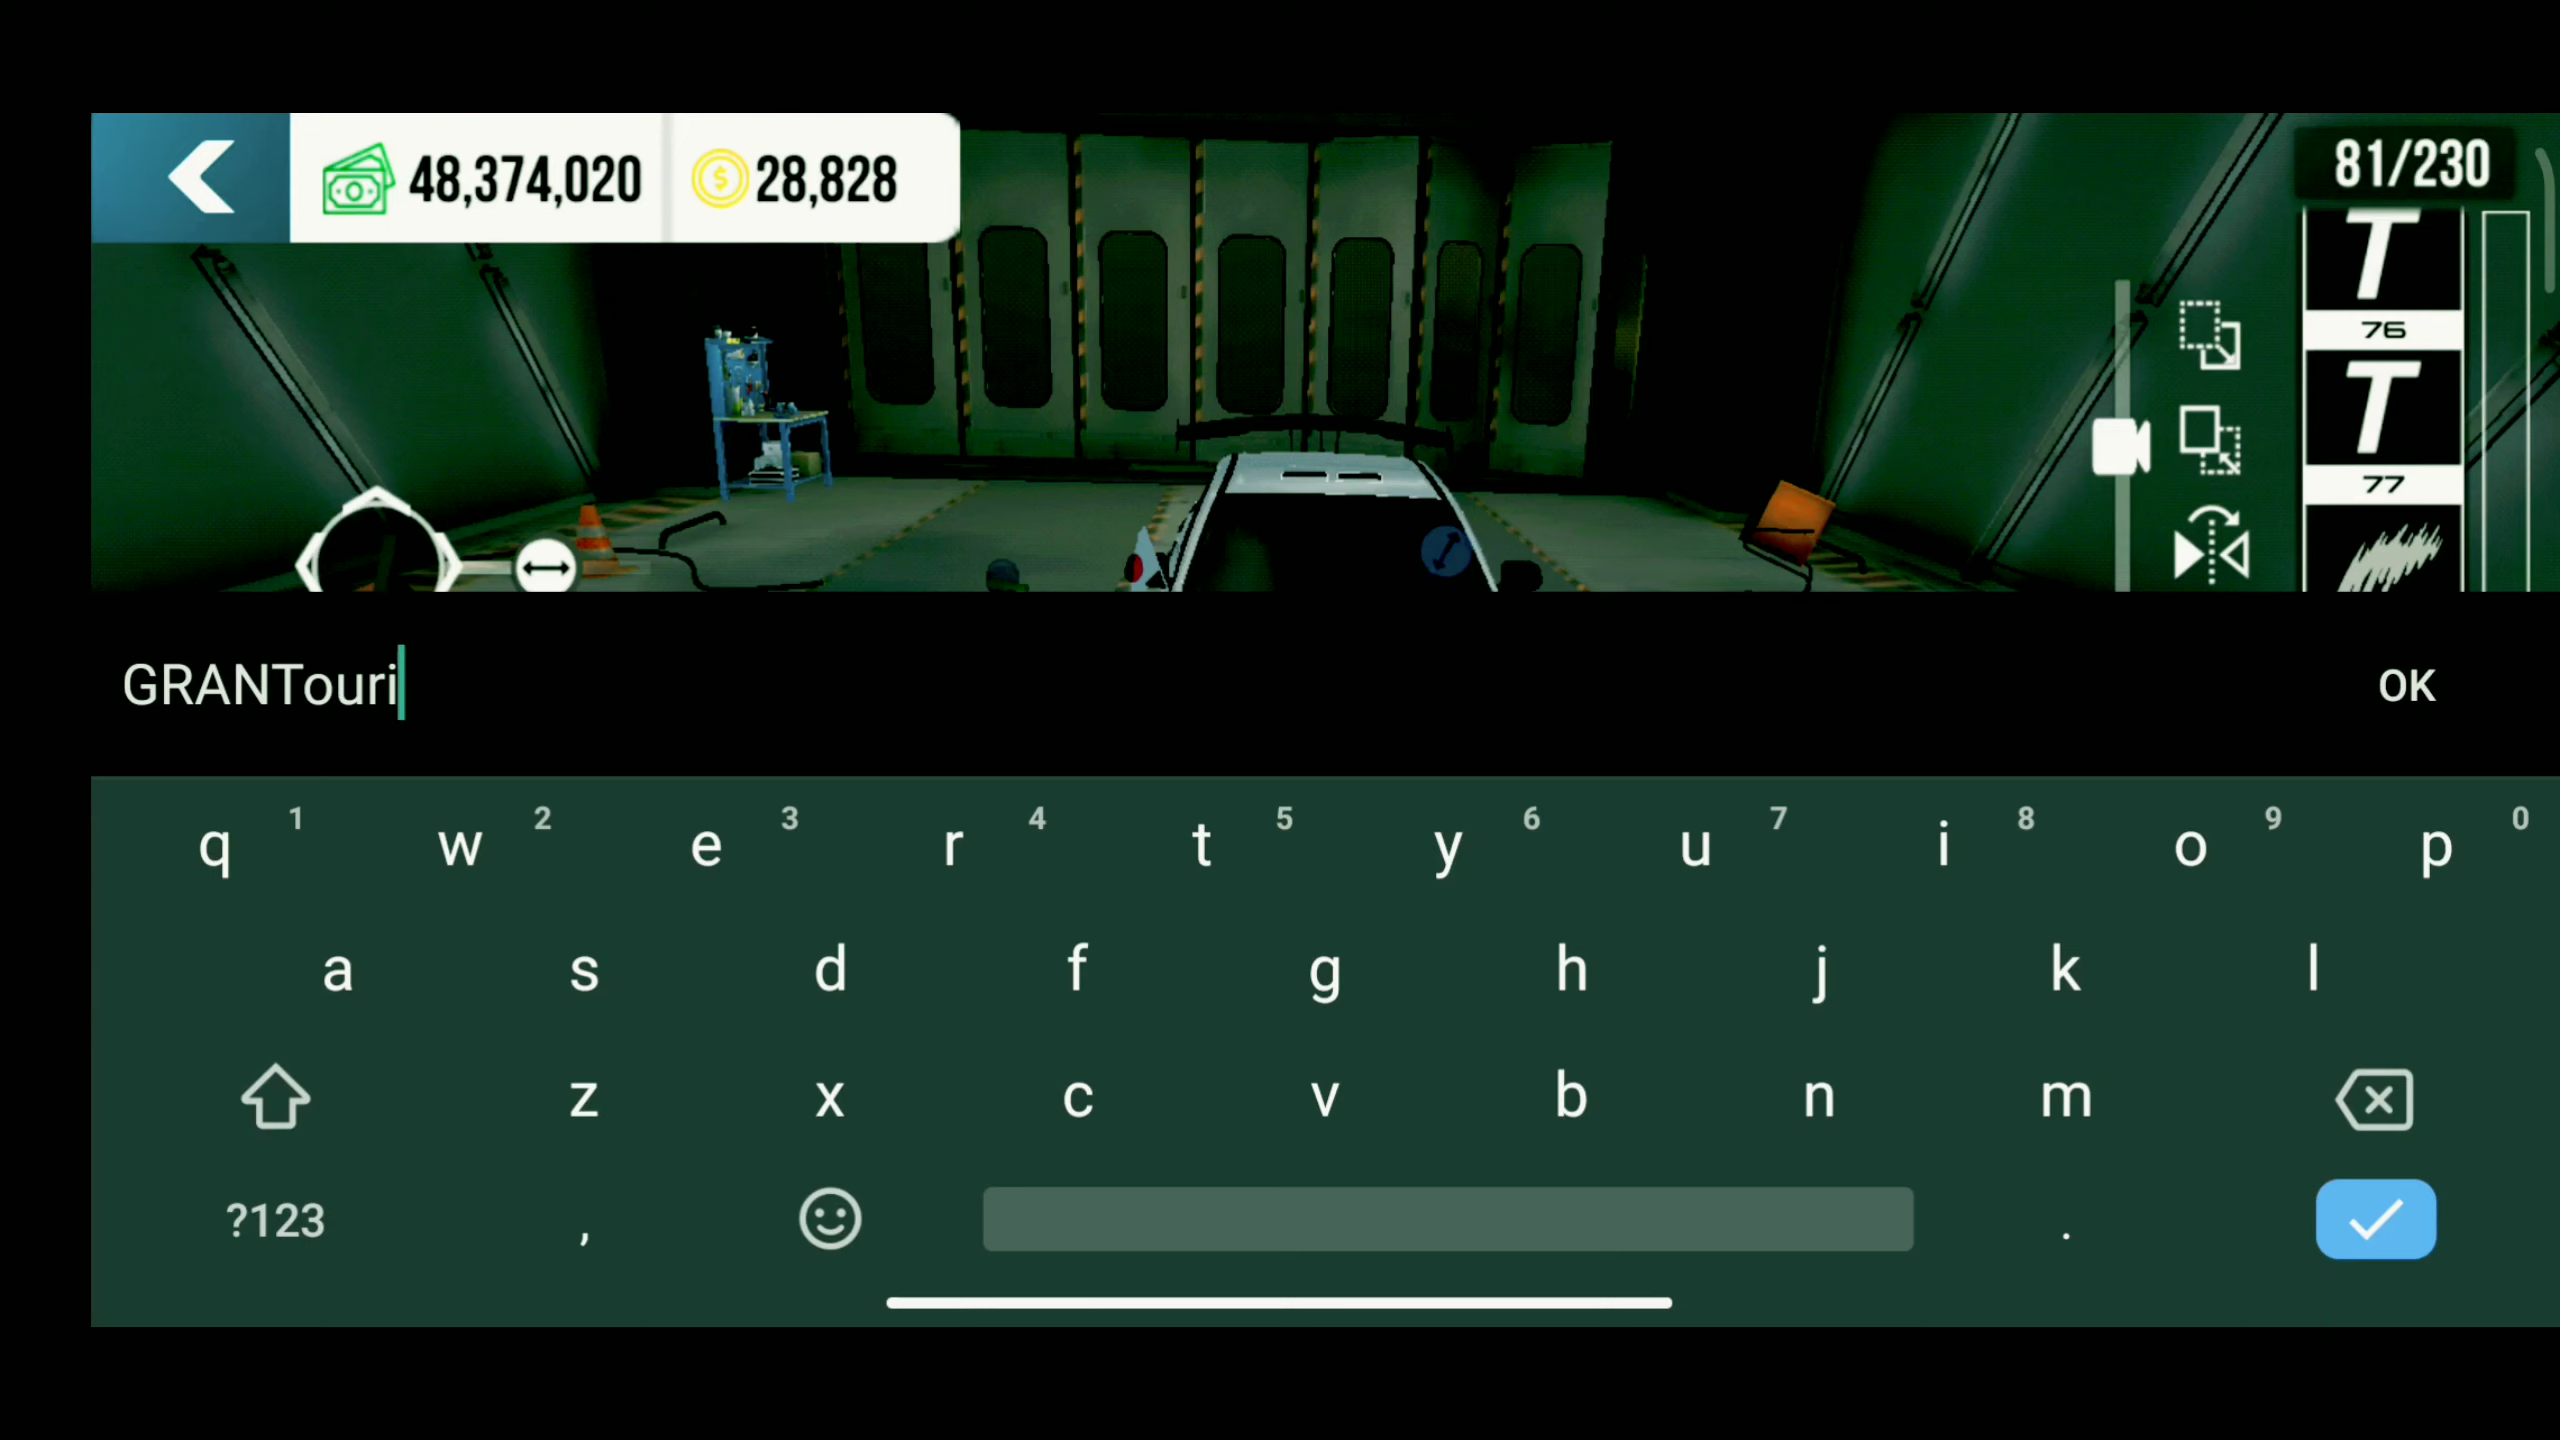 48,374,020 28,828
81/230
T
76
T
77
GRANTouri OK
q 1 w 2 e 3 r 4 t 5 y 6 u 7 i 8 o 9 p 0
a s d f g h j k l
z x c v b n m
?123 , .